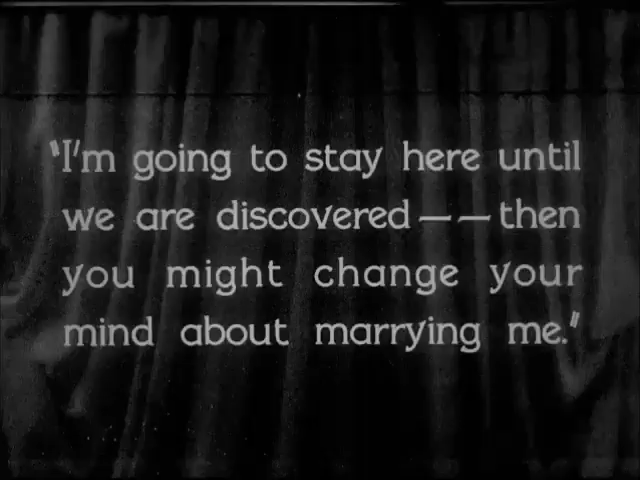 "I'm going to stay here until
we are discovered — — then
you might change your
mind about marrying me."